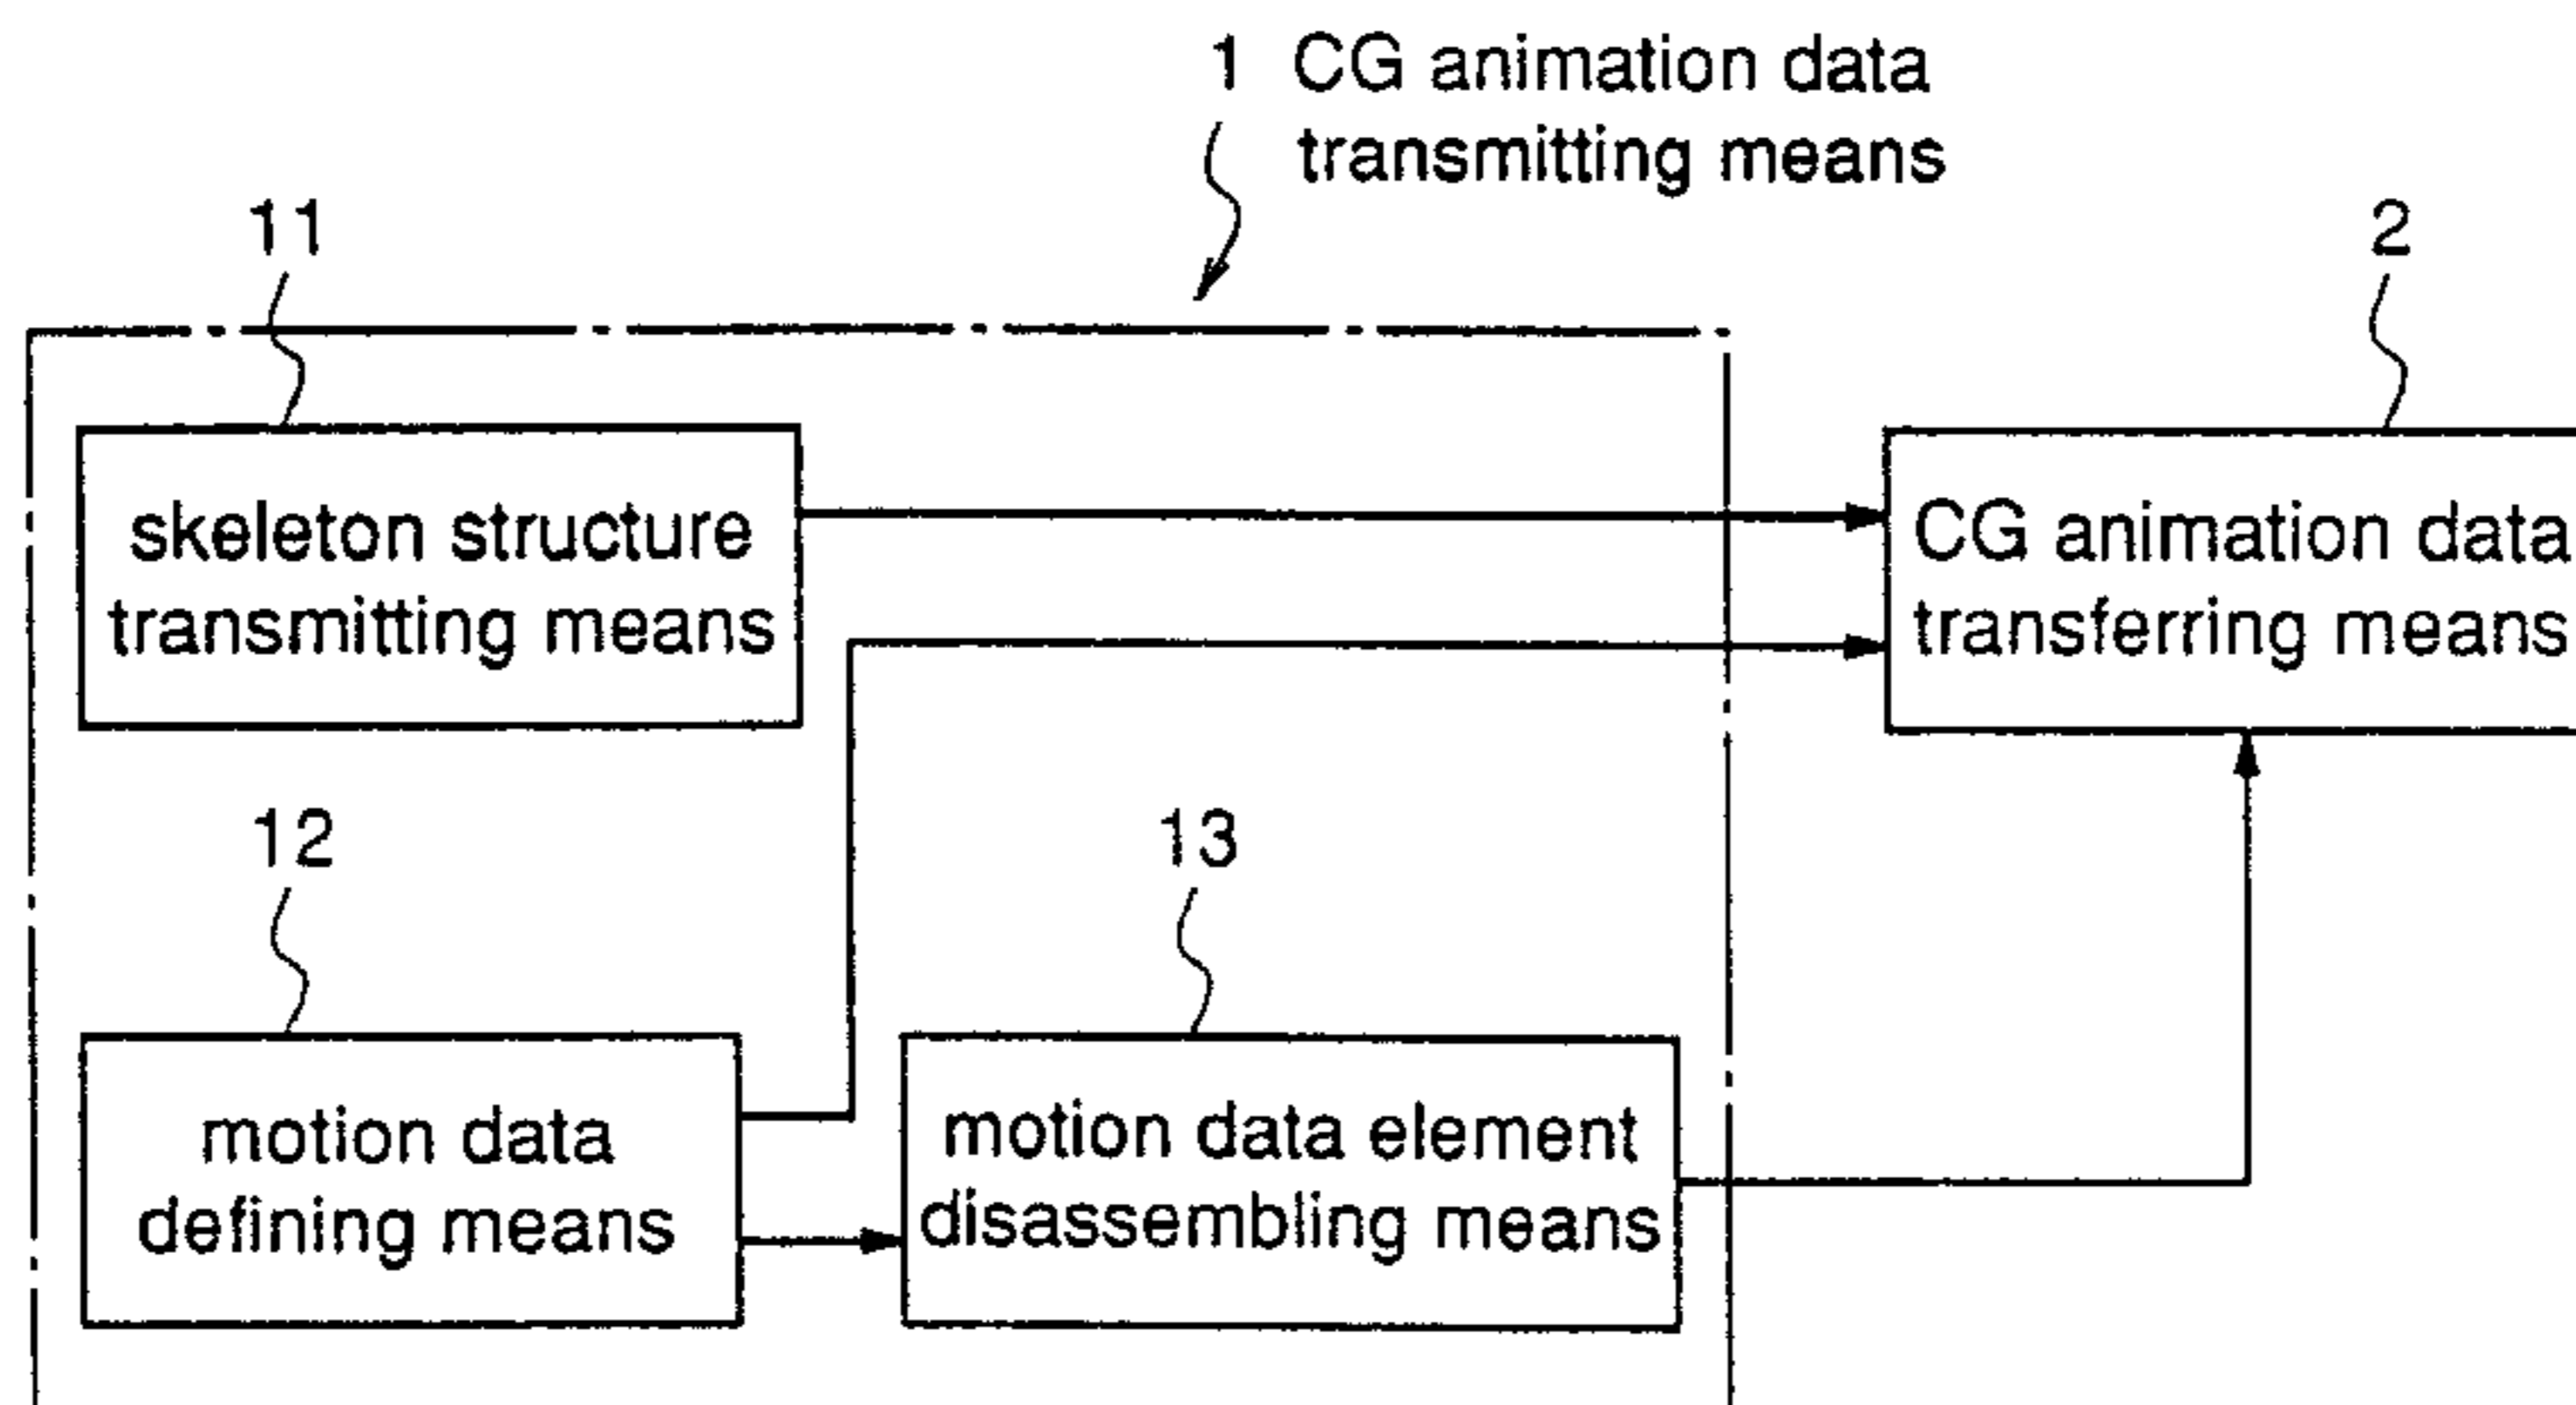 1 CG animation data
transmitting means
11
2
skeleton structure
transmitting means
CG animation data
transferring means
12
13
motion data
defining means
motion data element
disassembling means